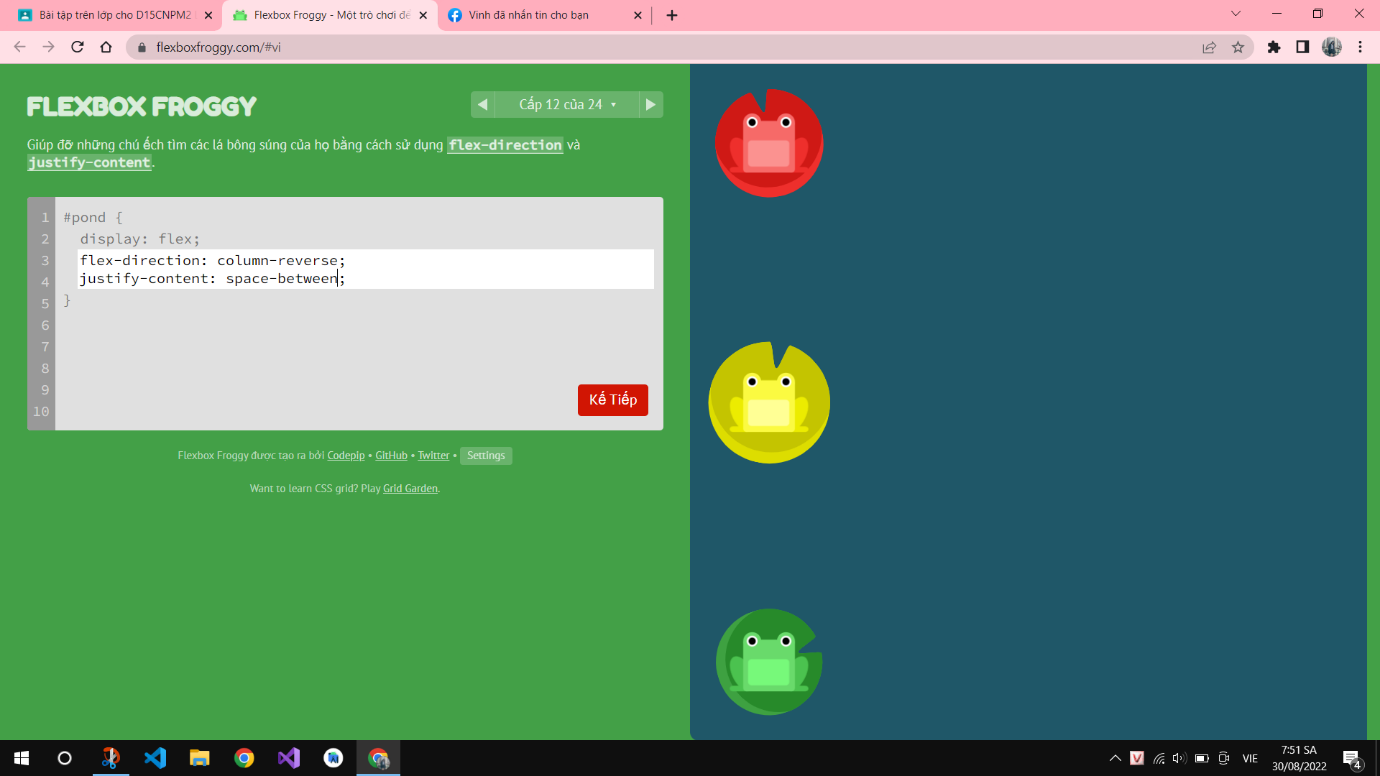 Bài tập trên lớp cho D15CNPM2
Flexbox Froggy - Một trò chơi để
Vinh đã nhắn tin cho bạn
flexboxfroggy.com/#vi
FLEXBOX FROGGY
Cấp 12 của 24
Giúp đỡ những chú ếch tìm các lá bông súng của họ bằng cách sử dụng flex-direction và
justify-content.
1 #pond {
2 display: flex;
3 flex-direction: column-reverse;
4 justify-content: space-between;
5 }
6
7
8
9
10
Kế Tiếp
Flexbox Froggy được tạo ra bởi Codepip • GitHub • Twitter • Settings
Want to learn CSS grid? Play Grid Garden.
VIE
7:51 SA
30/08/2022
4